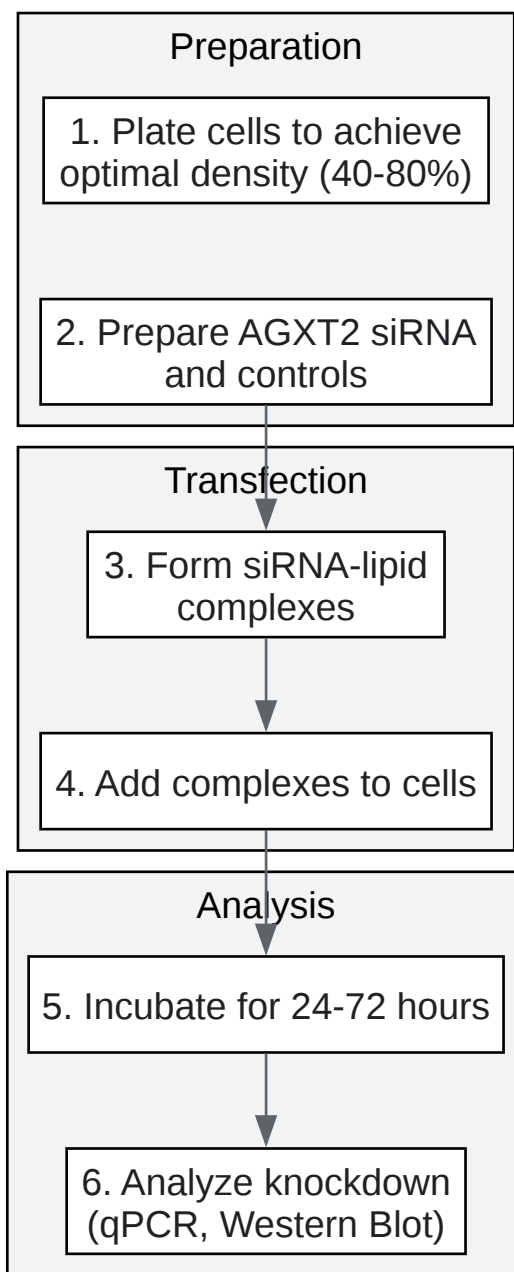 Preparation
1. Plate cells to achieve
optimal density (40-80%)
2. Prepare AGXT2 siRNA
and controls
Transfection
3. Form siRNA-lipid
complexes
4. Add complexes to cells
Analysis
5. Incubate for 24-72 hours
6. Analyze knockdown
(qPCR, Western Blot)